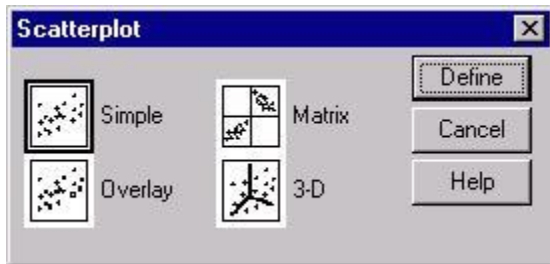 Scatterplot
Simple
Matrix
Define
Cancel
Overlay
3-D
Help